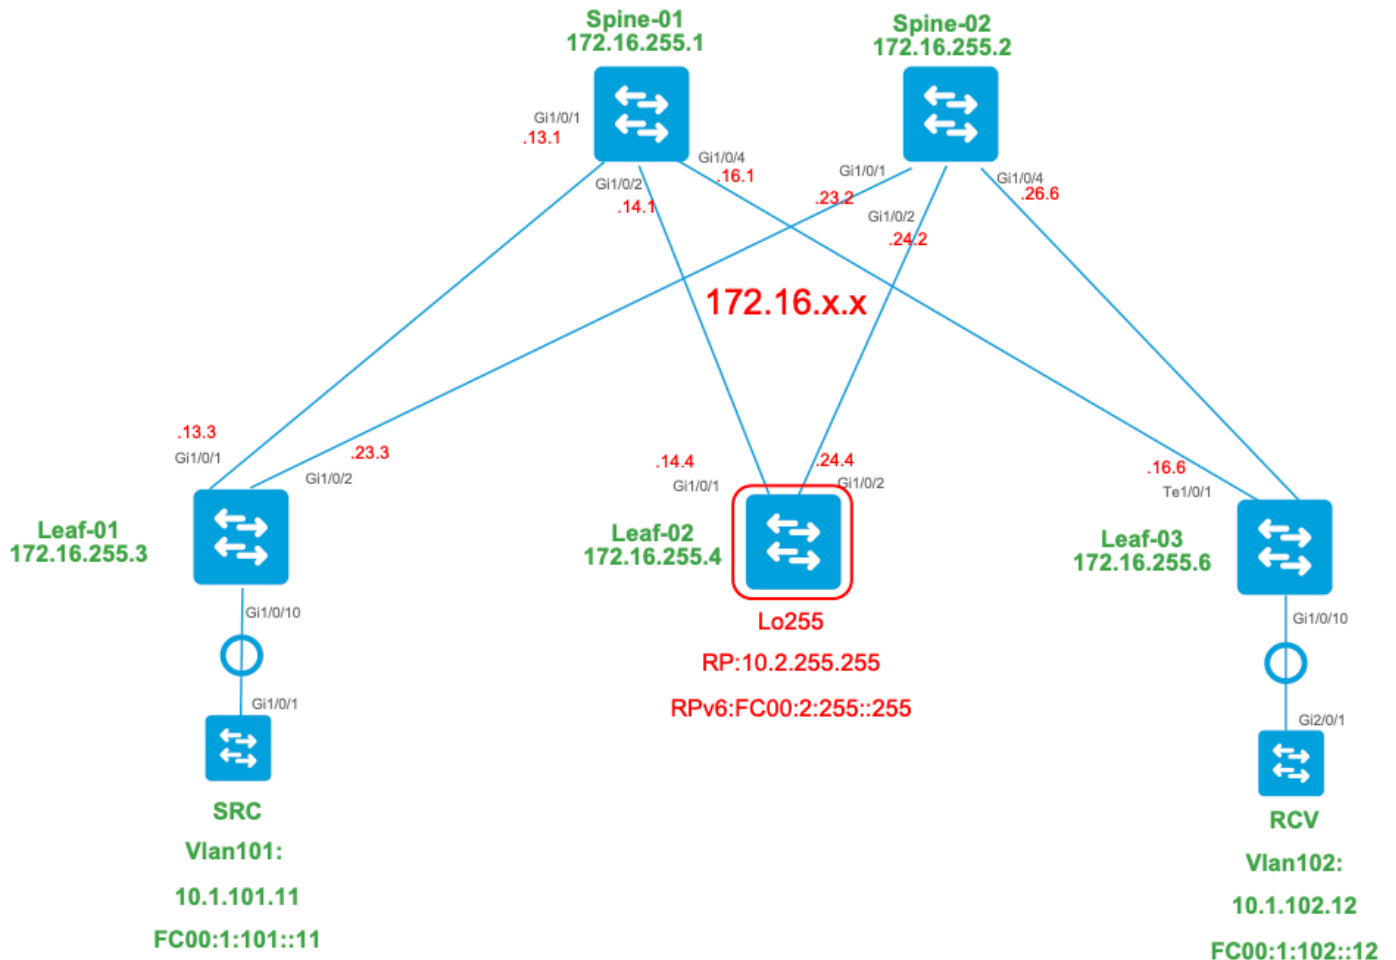 Spine-01
172.16.255.1
Spine-02
172.16.255.2
Gi1/0/1
.13.1
Gi1/0/2
.14.1
Gi1/0/4
.16.1
Gi1/0/1
.23.2
Gi1/0/2
.24.2
Gi1/0/4
.26.6
172.16.x.x
.13.3
Gi1/0/1
.23.3
Gi1/0/2
.14.4
Gi1/0/1
.24.4
Gi1/0/2
.16.6
Te1/0/1
Leaf-01
172.16.255.3
Leaf-02
172.16.255.4
Leaf-03
172.16.255.6
Gi1/0/10
Gi1/0/1
Lo255
RP:10.2.255.255
RPv6:FC00:2:255::255
Gi1/0/10
Gi2/0/1
SRC
Vlan101:
10.1.101.11
FC00:1:101::11
RCV
Vlan102:
10.1.102.12
FC00:1:102::12